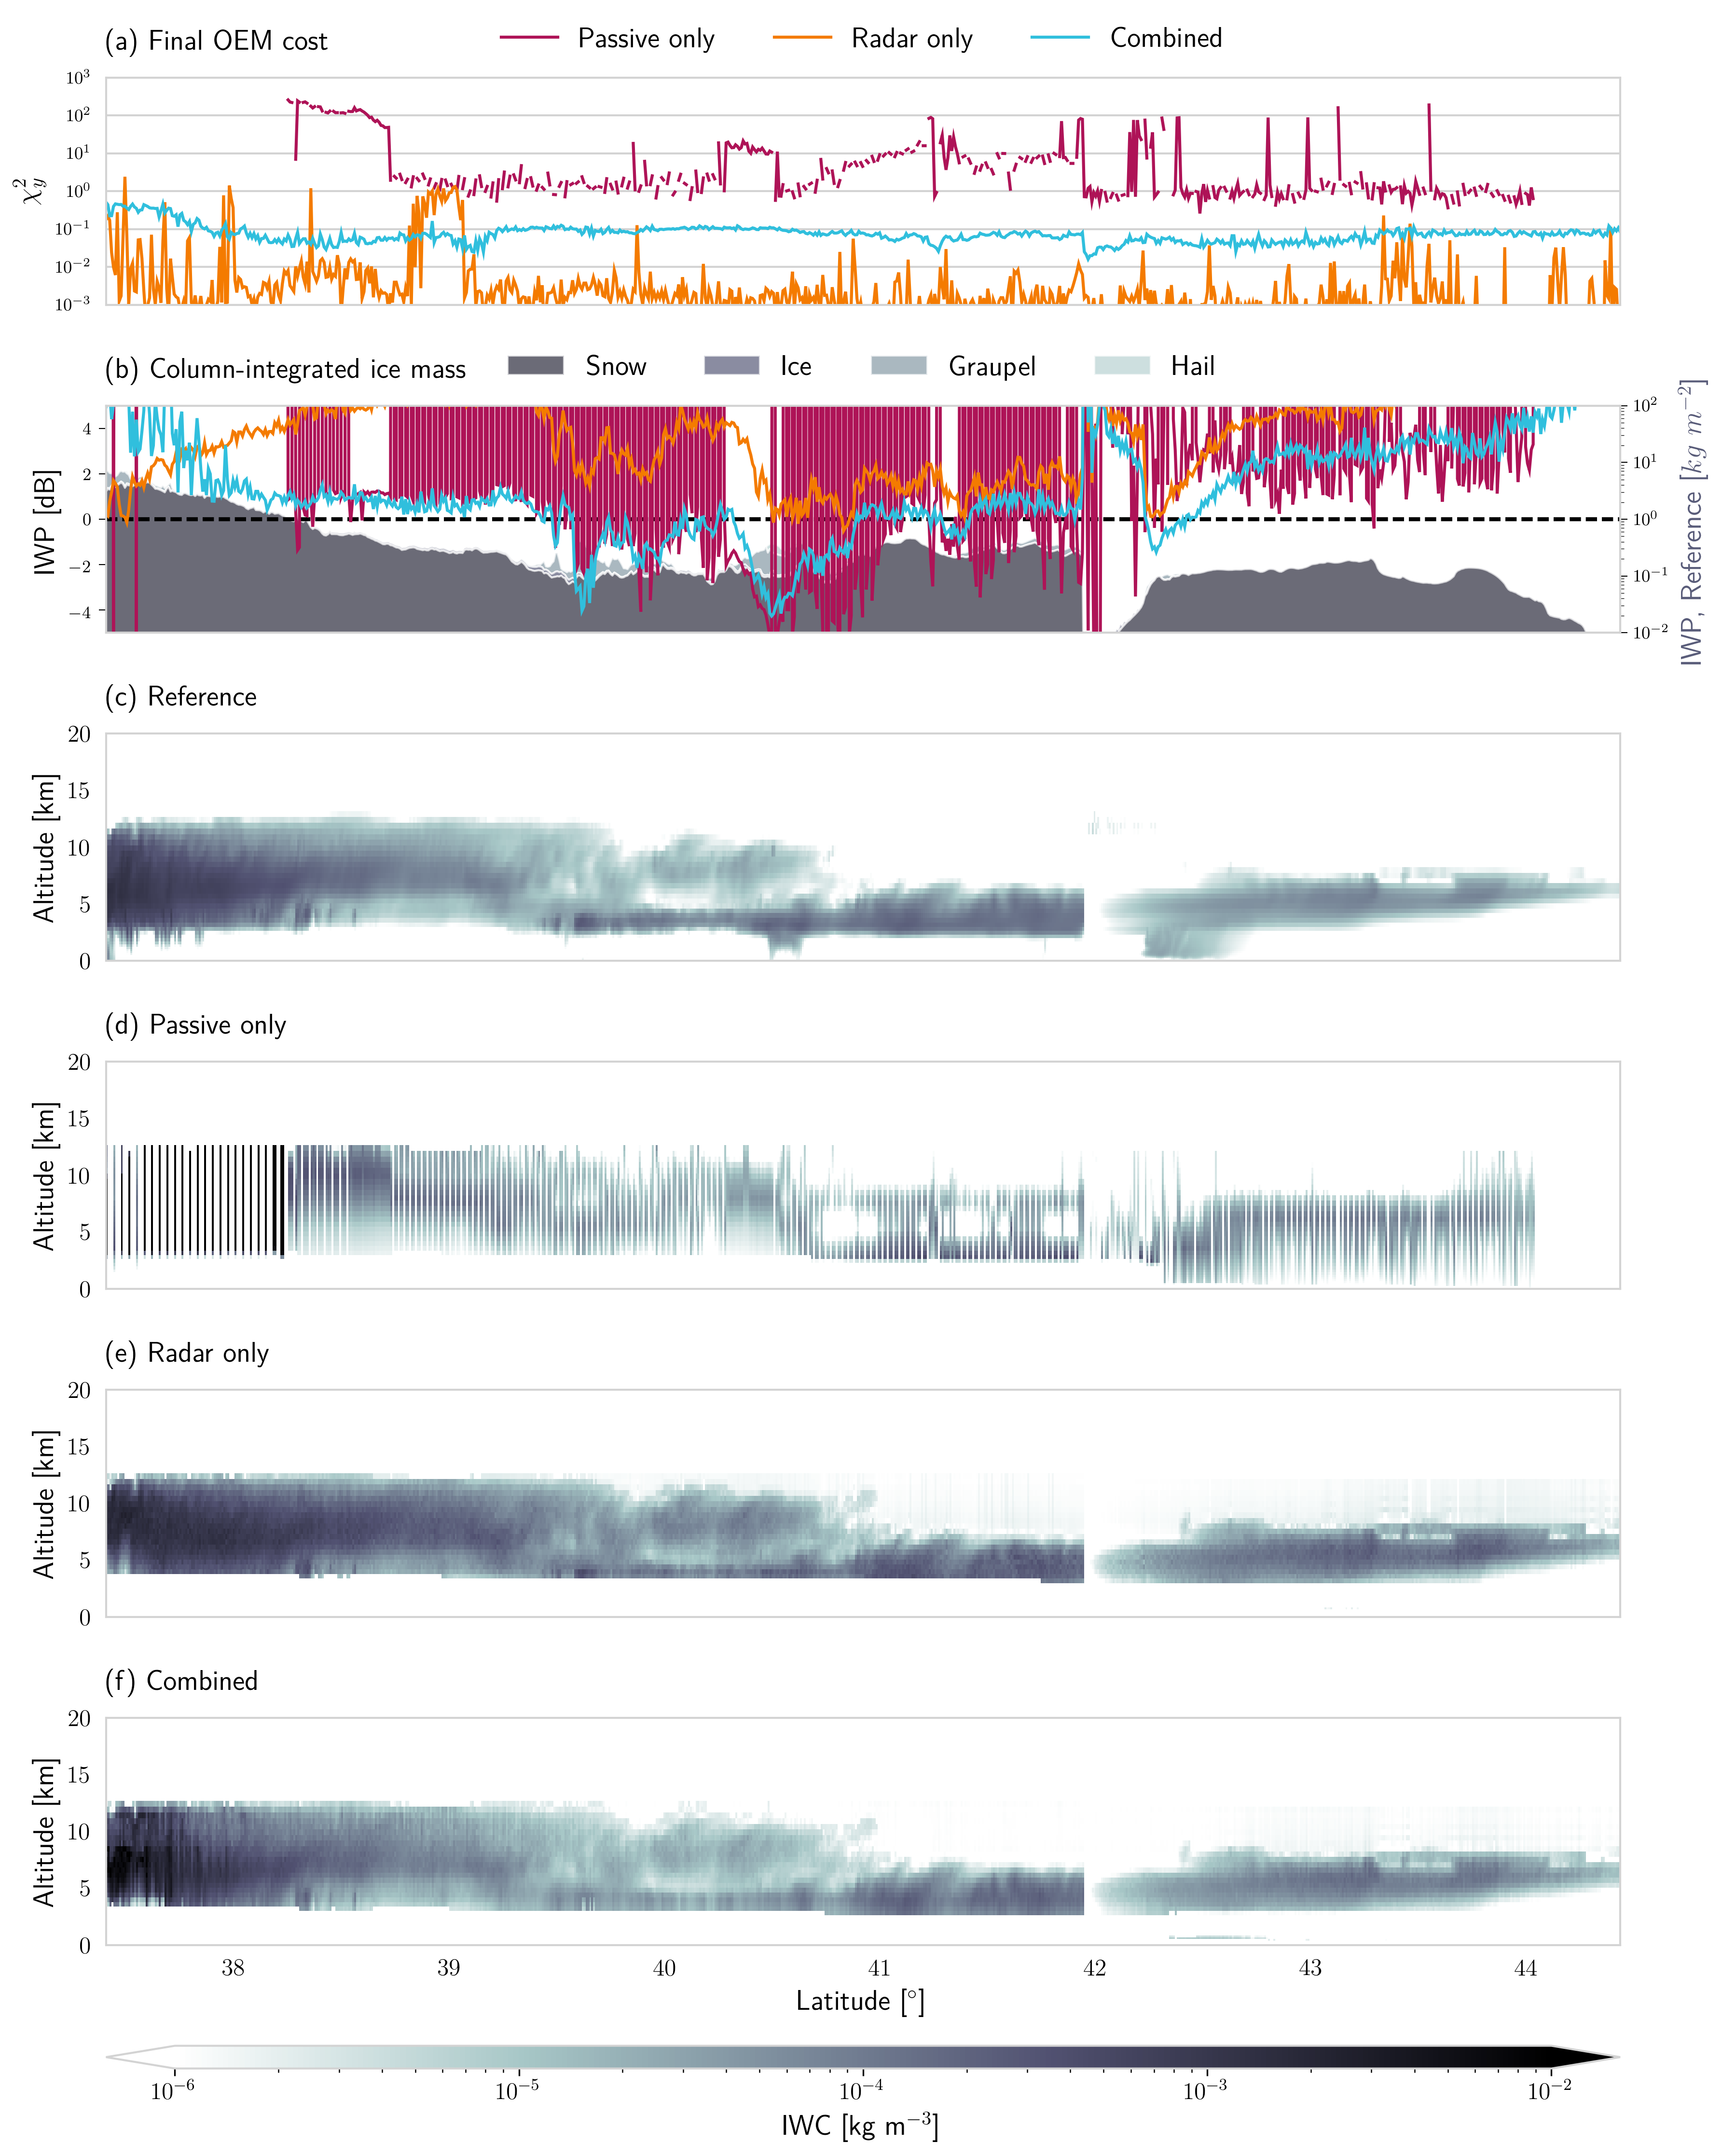 (a) Final OEM cost Passive only Radar only Combined
10³
10²
10¹
10⁰
10⁻¹
10⁻²
10⁻³
χ²y
(b) Column-integrated ice mass Snow Ice Graupel Hail
4
2
0
−2
−4
IWP [dB]
10²
10¹
10⁰
10⁻¹
10⁻²
IWP, Reference [kg m⁻²]
(c) Reference
20
15
10
5
0
Altitude [km]
(d) Passive only
20
15
10
5
0
Altitude [km]
(e) Radar only
20
15
10
5
0
Altitude [km]
(f) Combined
20
15
10
5
0
Altitude [km]
38 39 40 41 42 43 44
Latitude [°]
10⁻⁶ 10⁻⁵ 10⁻⁴ 10⁻³ 10⁻²
IWC [kg m⁻³]